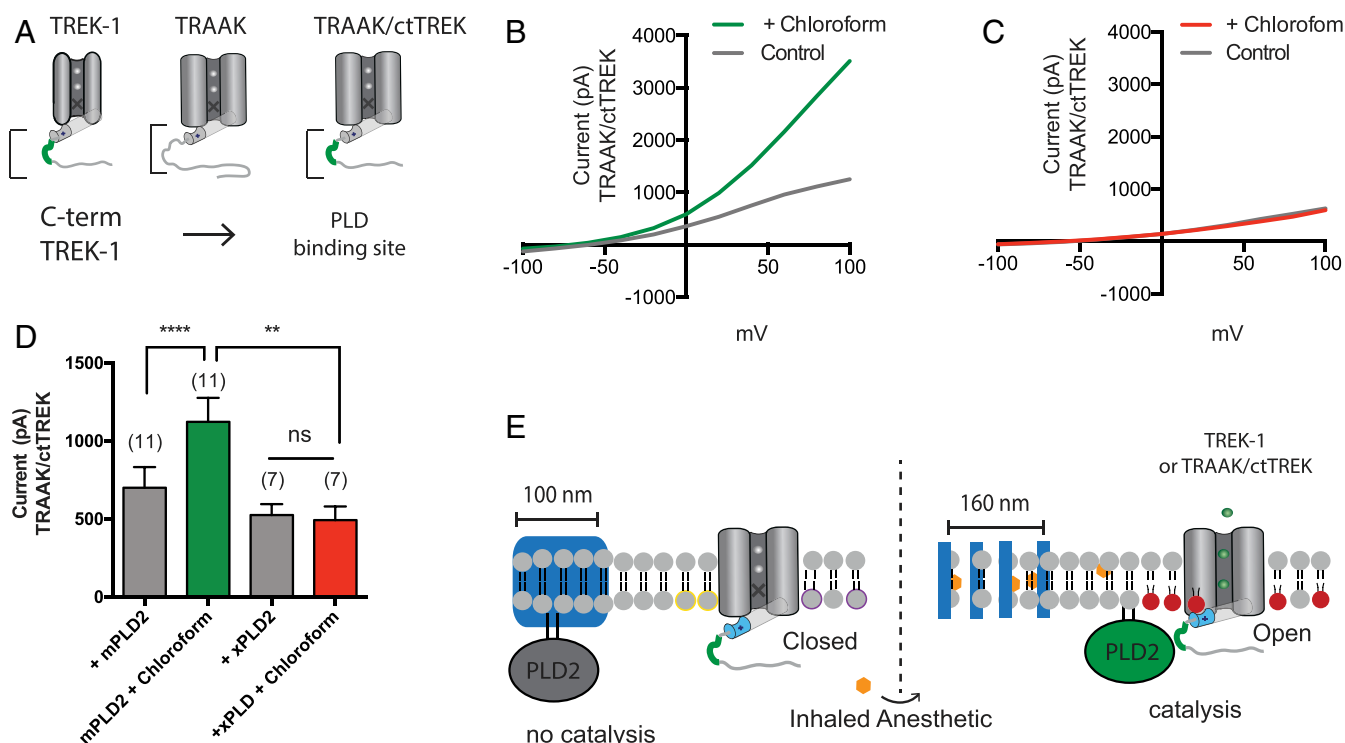 A
TREK-1
TRAAK
TRAAK/ctTREK
C-term
TREK-1
PLD
binding site
B
+ Chloroform
Control
Current (pA)
TRAAK/ctTREK
4000
3000
2000
1000
-1000
-100
-50
50
100
mV
C
+ Chlorofom
Control
Current (pA)
TRAAK/ctTREK
4000
3000
2000
1000
-1000
-100
-50
50
100
mV
D
Current (pA)
TRAAK/ctTREK
1500
1000
500
0
****
**
ns
(11)
(11)
(7)
(7)
+ mPLD2
mPLD2 + Chloroform
+ xPLD2
+xPLD + Chloroform
E
100 nm
PLD2
Closed
no catalysis
Inhaled Anesthetic
160 nm
TREK-1
or TRAAK/ctTREK
PLD2
Open
catalysis